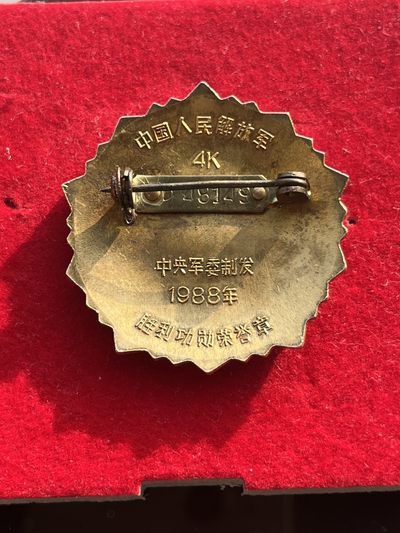 中国人民解放军
4K
48149
中央军委制发
1988年
胜利功勋荣誉章